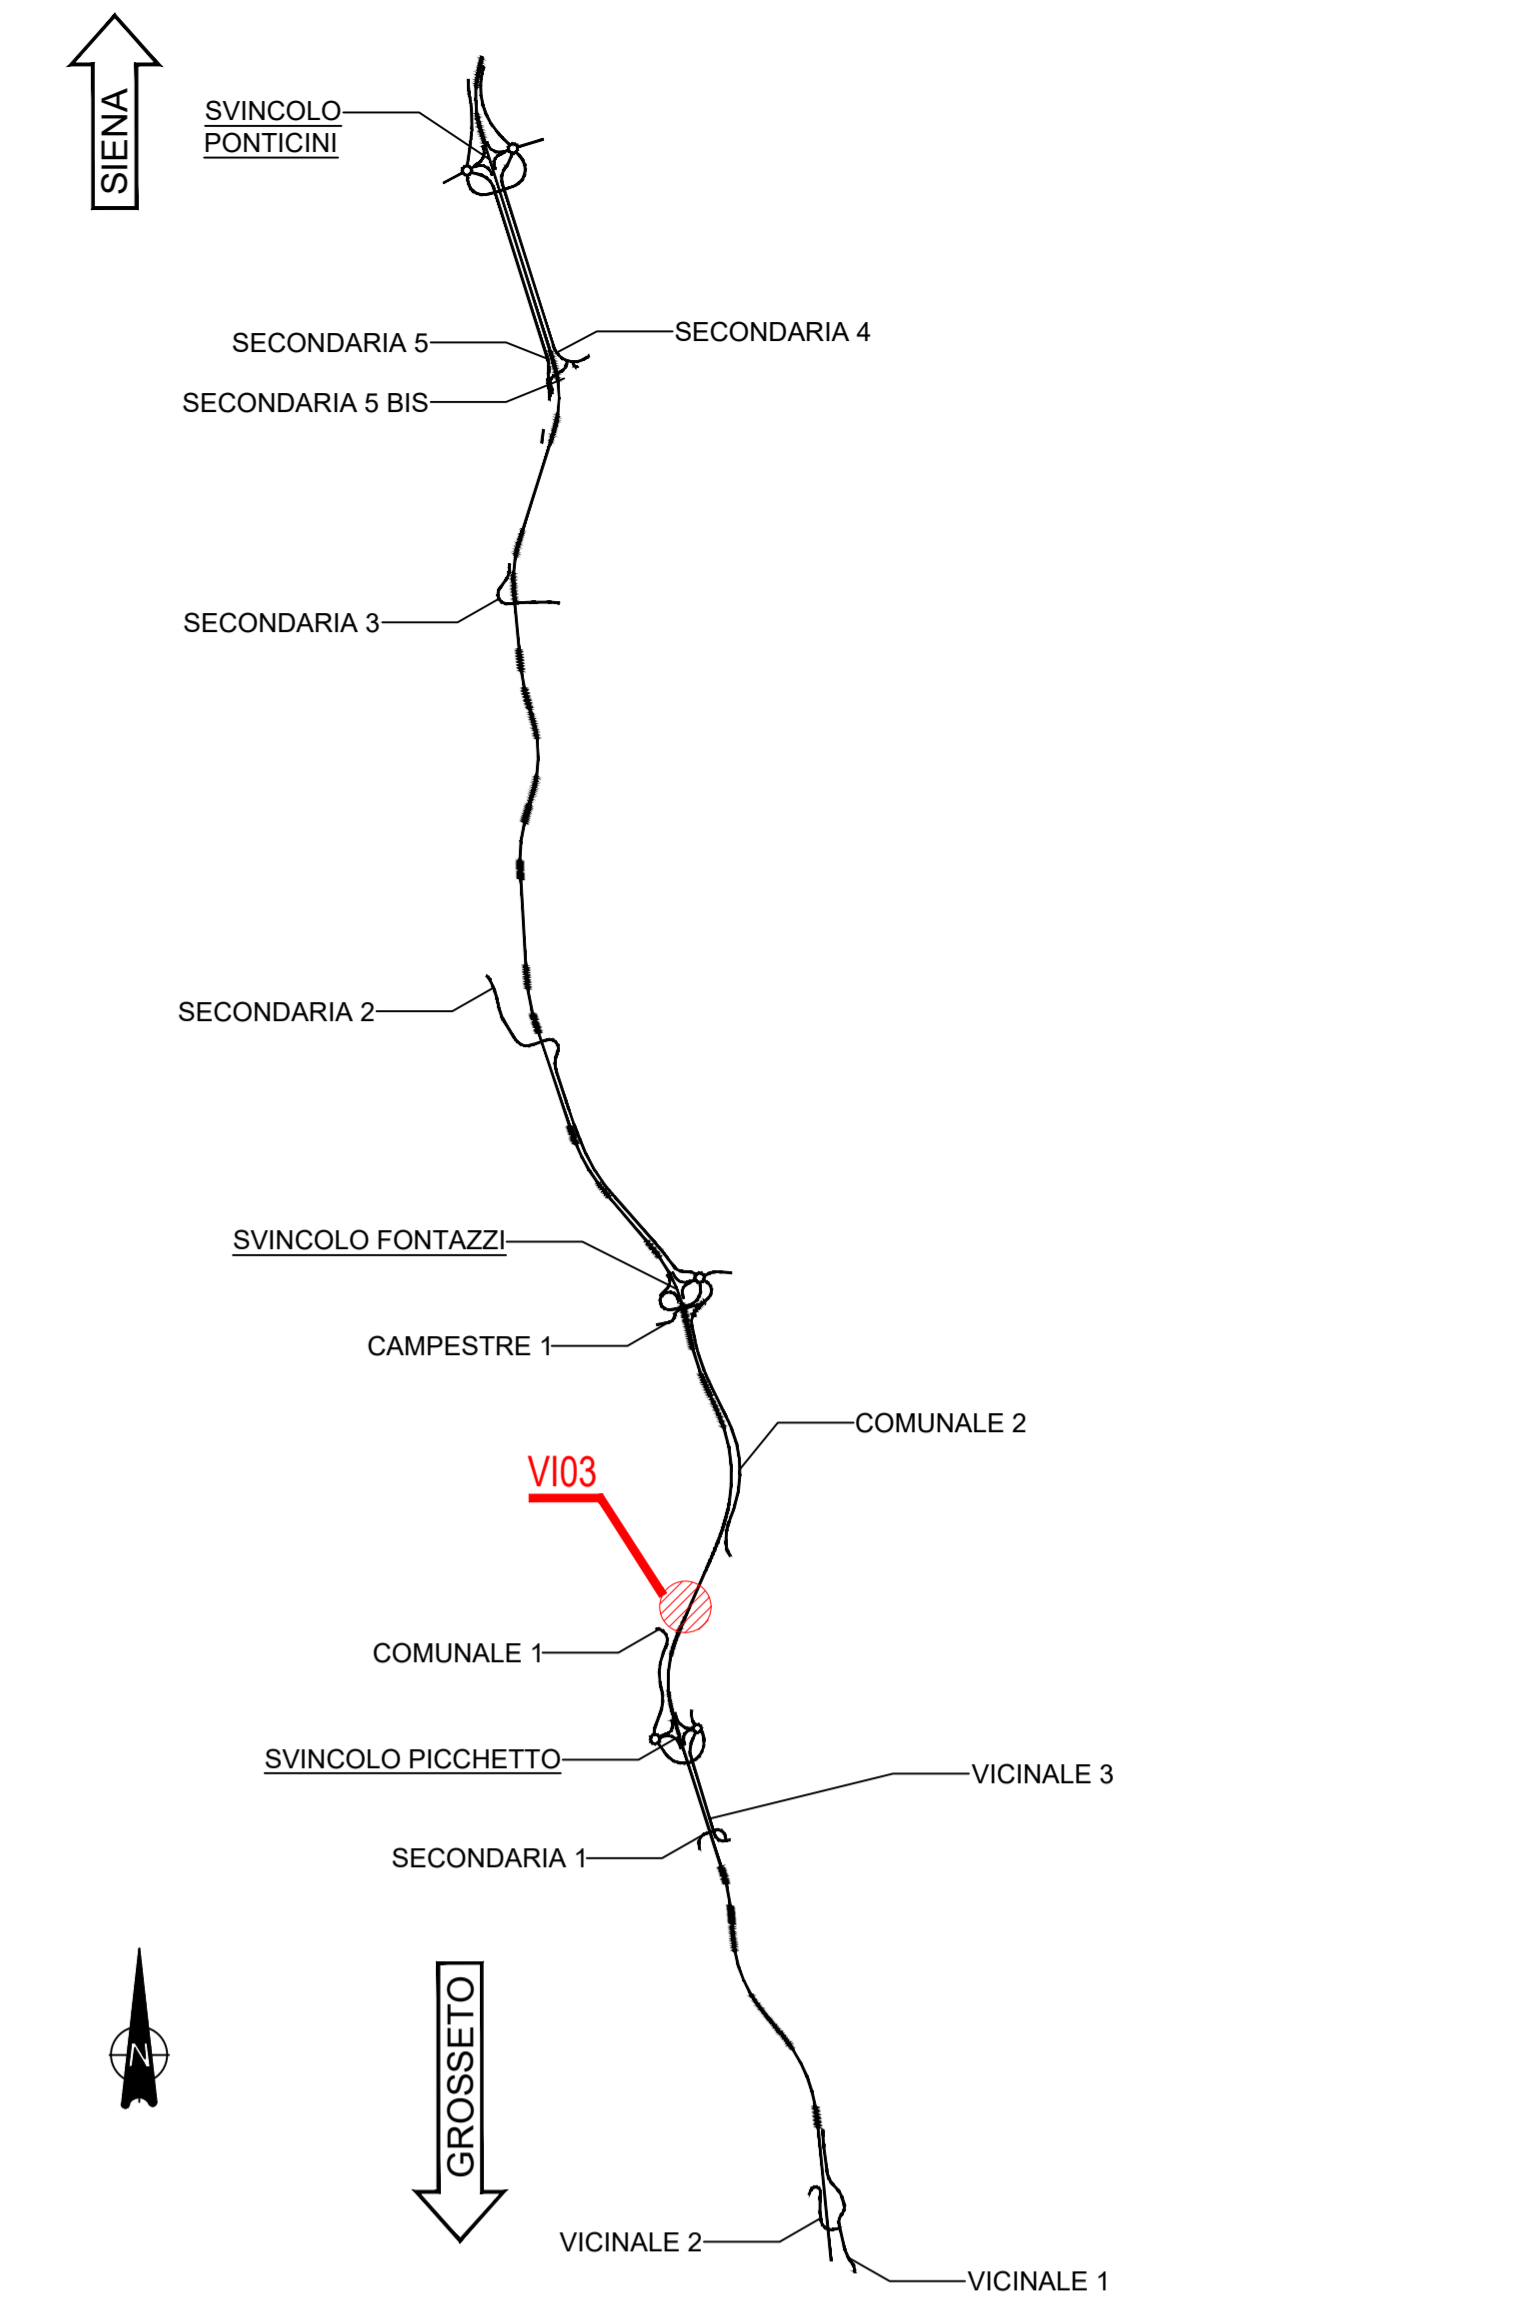 SIENA
SVINCOLO
PONTICINI
SECONDARIA 4
SECONDARIA 5
SECONDARIA 5 BIS
SECONDARIA 3
SECONDARIA 2
SVINCOLO FONTAZZI
CAMPESTRE 1
COMUNALE 2
VI03
COMUNALE 1
SVINCOLO PICCHETTO
VICINALE 3
SECONDARIA 1
N
GROSSETO
VICINALE 2
VICINALE 1